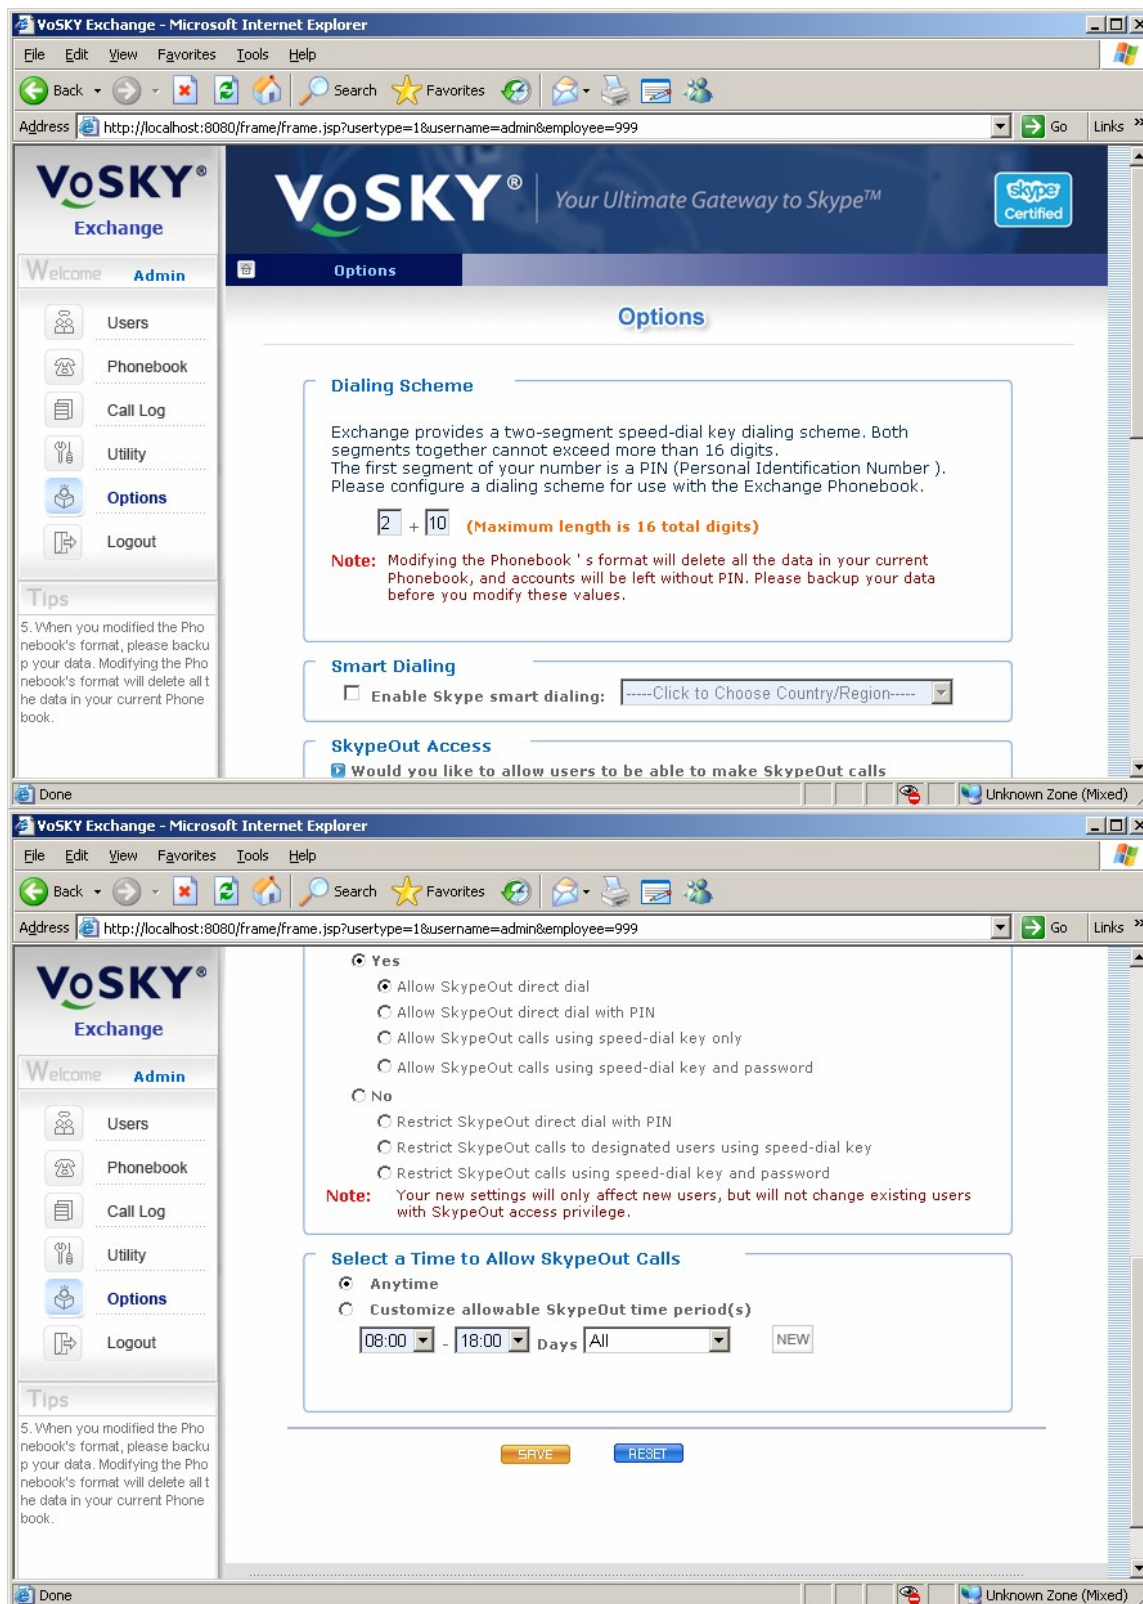 VoSKY Exchange - Microsoft Internet Explorer
File Edit View Favorites Tools Help
Back Search Favorites
Address http://localhost:8080/frame/frame.jsp?usertype=1&username=admin&employee=999 Go Links »
VoSKY®
Exchange
VoSKY® Your Ultimate Gateway to Skype™
skype
Certified
Welcome Admin
Options
Users
Phonebook
Call Log
Utility
Options
Logout
Tips
5. When you modified the Pho
nebook's format, please backu
p your data. Modifying the Pho
nebook's format will delete all t
he data in your current Phone
book.
Options
Dialing Scheme
Exchange provides a two-segment speed-dial key dialing scheme. Both
segments together cannot exceed more than 16 digits.
The first segment of your number is a PIN (Personal Identification Number ).
Please configure a dialing scheme for use with the Exchange Phonebook.
2 + 10 (Maximum length is 16 total digits)
Note: Modifying the Phonebook ' s format will delete all the data in your current
Phonebook, and accounts will be left without PIN. Please backup your data
before you modify these values.
Smart Dialing
Enable Skype smart dialing: -----Click to Choose Country/Region-----
SkypeOut Access
Would you like to allow users to be able to make SkypeOut calls
Done Unknown Zone (Mixed)
VoSKY Exchange - Microsoft Internet Explorer
File Edit View Favorites Tools Help
Back Search Favorites
Address http://localhost:8080/frame/frame.jsp?usertype=1&username=admin&employee=999 Go Links »
VoSKY®
Exchange
Welcome Admin
Users
Phonebook
Call Log
Utility
Options
Logout
Tips
5. When you modified the Pho
nebook's format, please backu
p your data. Modifying the Pho
nebook's format will delete all t
he data in your current Phone
book.
Yes
Allow SkypeOut direct dial
Allow SkypeOut direct dial with PIN
Allow SkypeOut calls using speed-dial key only
Allow SkypeOut calls using speed-dial key and password
No
Restrict SkypeOut direct dial with PIN
Restrict SkypeOut calls to designated users using speed-dial key
Restrict SkypeOut calls using speed-dial key and password
Note: Your new settings will only affect new users, but will not change existing users
with SkypeOut access privilege.
Select a Time to Allow SkypeOut Calls
Anytime
Customize allowable SkypeOut time period(s)
08:00 - 18:00 Days All NEW
SAVE RESET
Done Unknown Zone (Mixed)